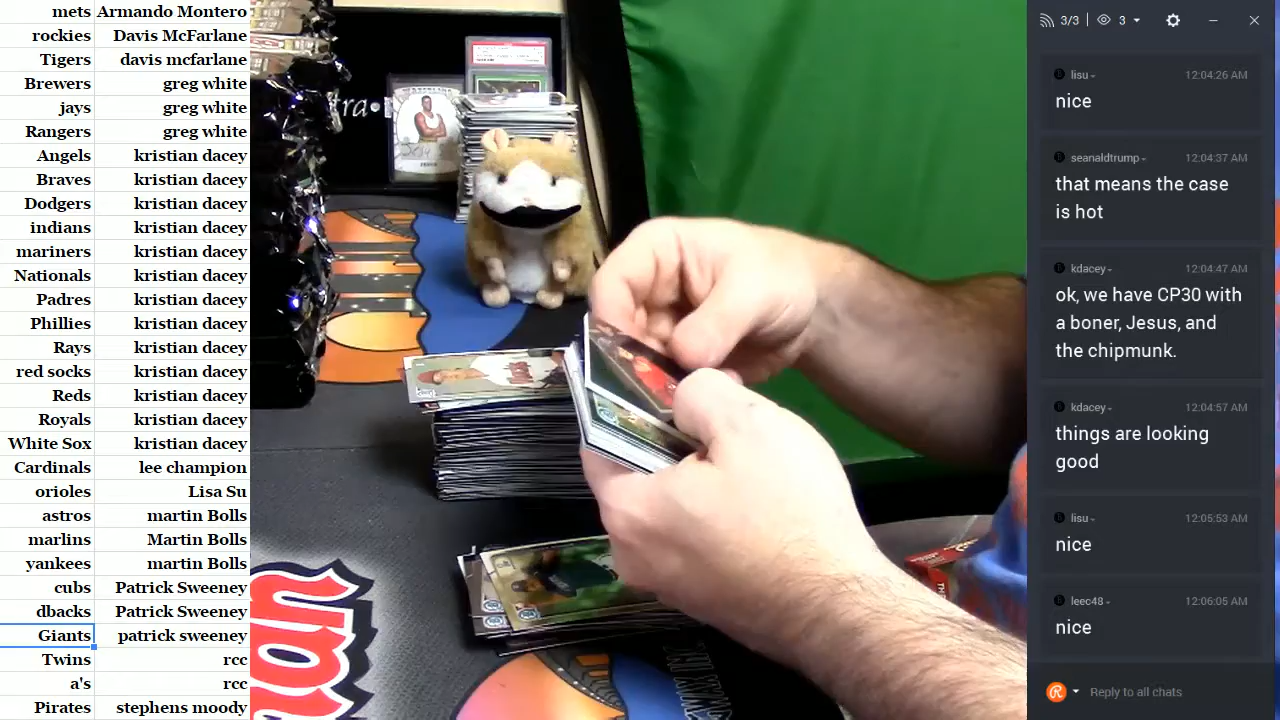 mets Armando Montero
rockies Davis McFarlane
Tigers davis mcfarlane
Brewers greg white
jays greg white
Rangers greg white
Angels kristian dacey
Braves kristian dacey
Dodgers kristian dacey
indians kristian dacey
mariners kristian dacey
Nationals kristian dacey
Padres kristian dacey
Phillies kristian dacey
Rays kristian dacey
red socks kristian dacey
Reds kristian dacey
Royals kristian dacey
White Sox kristian dacey
Cardinals lee champion
orioles Lisa Su
astros martin Bolls
marlins Martin Bolls
yankees martin Bolls
cubs Patrick Sweeney
dbacks Patrick Sweeney
Giants patrick sweeney
Twins rcc
a's rcc
Pirates stephens moody
3/3 3
lisu 12:04:26 AM
nice
seanaldtrump 12:04:37 AM
that means the case
is hot
kdacey 12:04:47 AM
ok, we have CP30 with
a boner, Jesus, and
the chipmunk.
kdacey 12:04:57 AM
things are looking
good
lisu 12:05:53 AM
nice
leec48 12:06:05 AM
nice
Reply to all chats